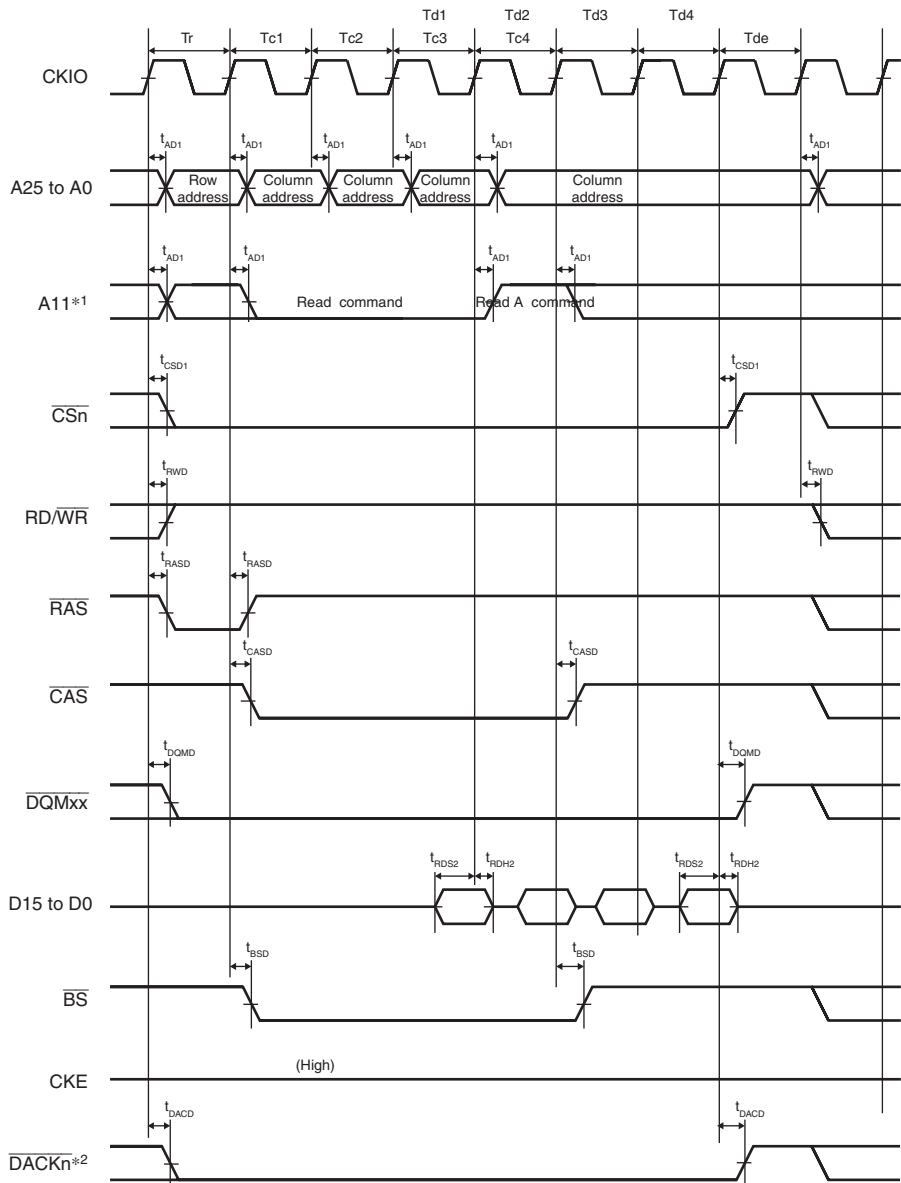 Td1 Td2 Td3 Td4
Tr Tc1 Tc2 Tc3 Tc4 Tde
CKIO
tAD1 tAD1 tAD1 tAD1 tAD1 tAD1
A25 to A0
Row address
Column address
Column address
Column address
Column address
tAD1 tAD1 tAD1 tAD1
A11*1
Read command
Read A command
tCSD1 tCSD1
CSn
tRWD tRWD
RD/WR
tRASD tRASD
RAS
tCASD tCASD
CAS
tDQMD tDQMD
DQMxx
tRDS2 tRDH2 tRDS2 tRDH2
D15 to D0
tBSD tBSD
BS
(High)
CKE
tDACD tDACD
DACKn*2